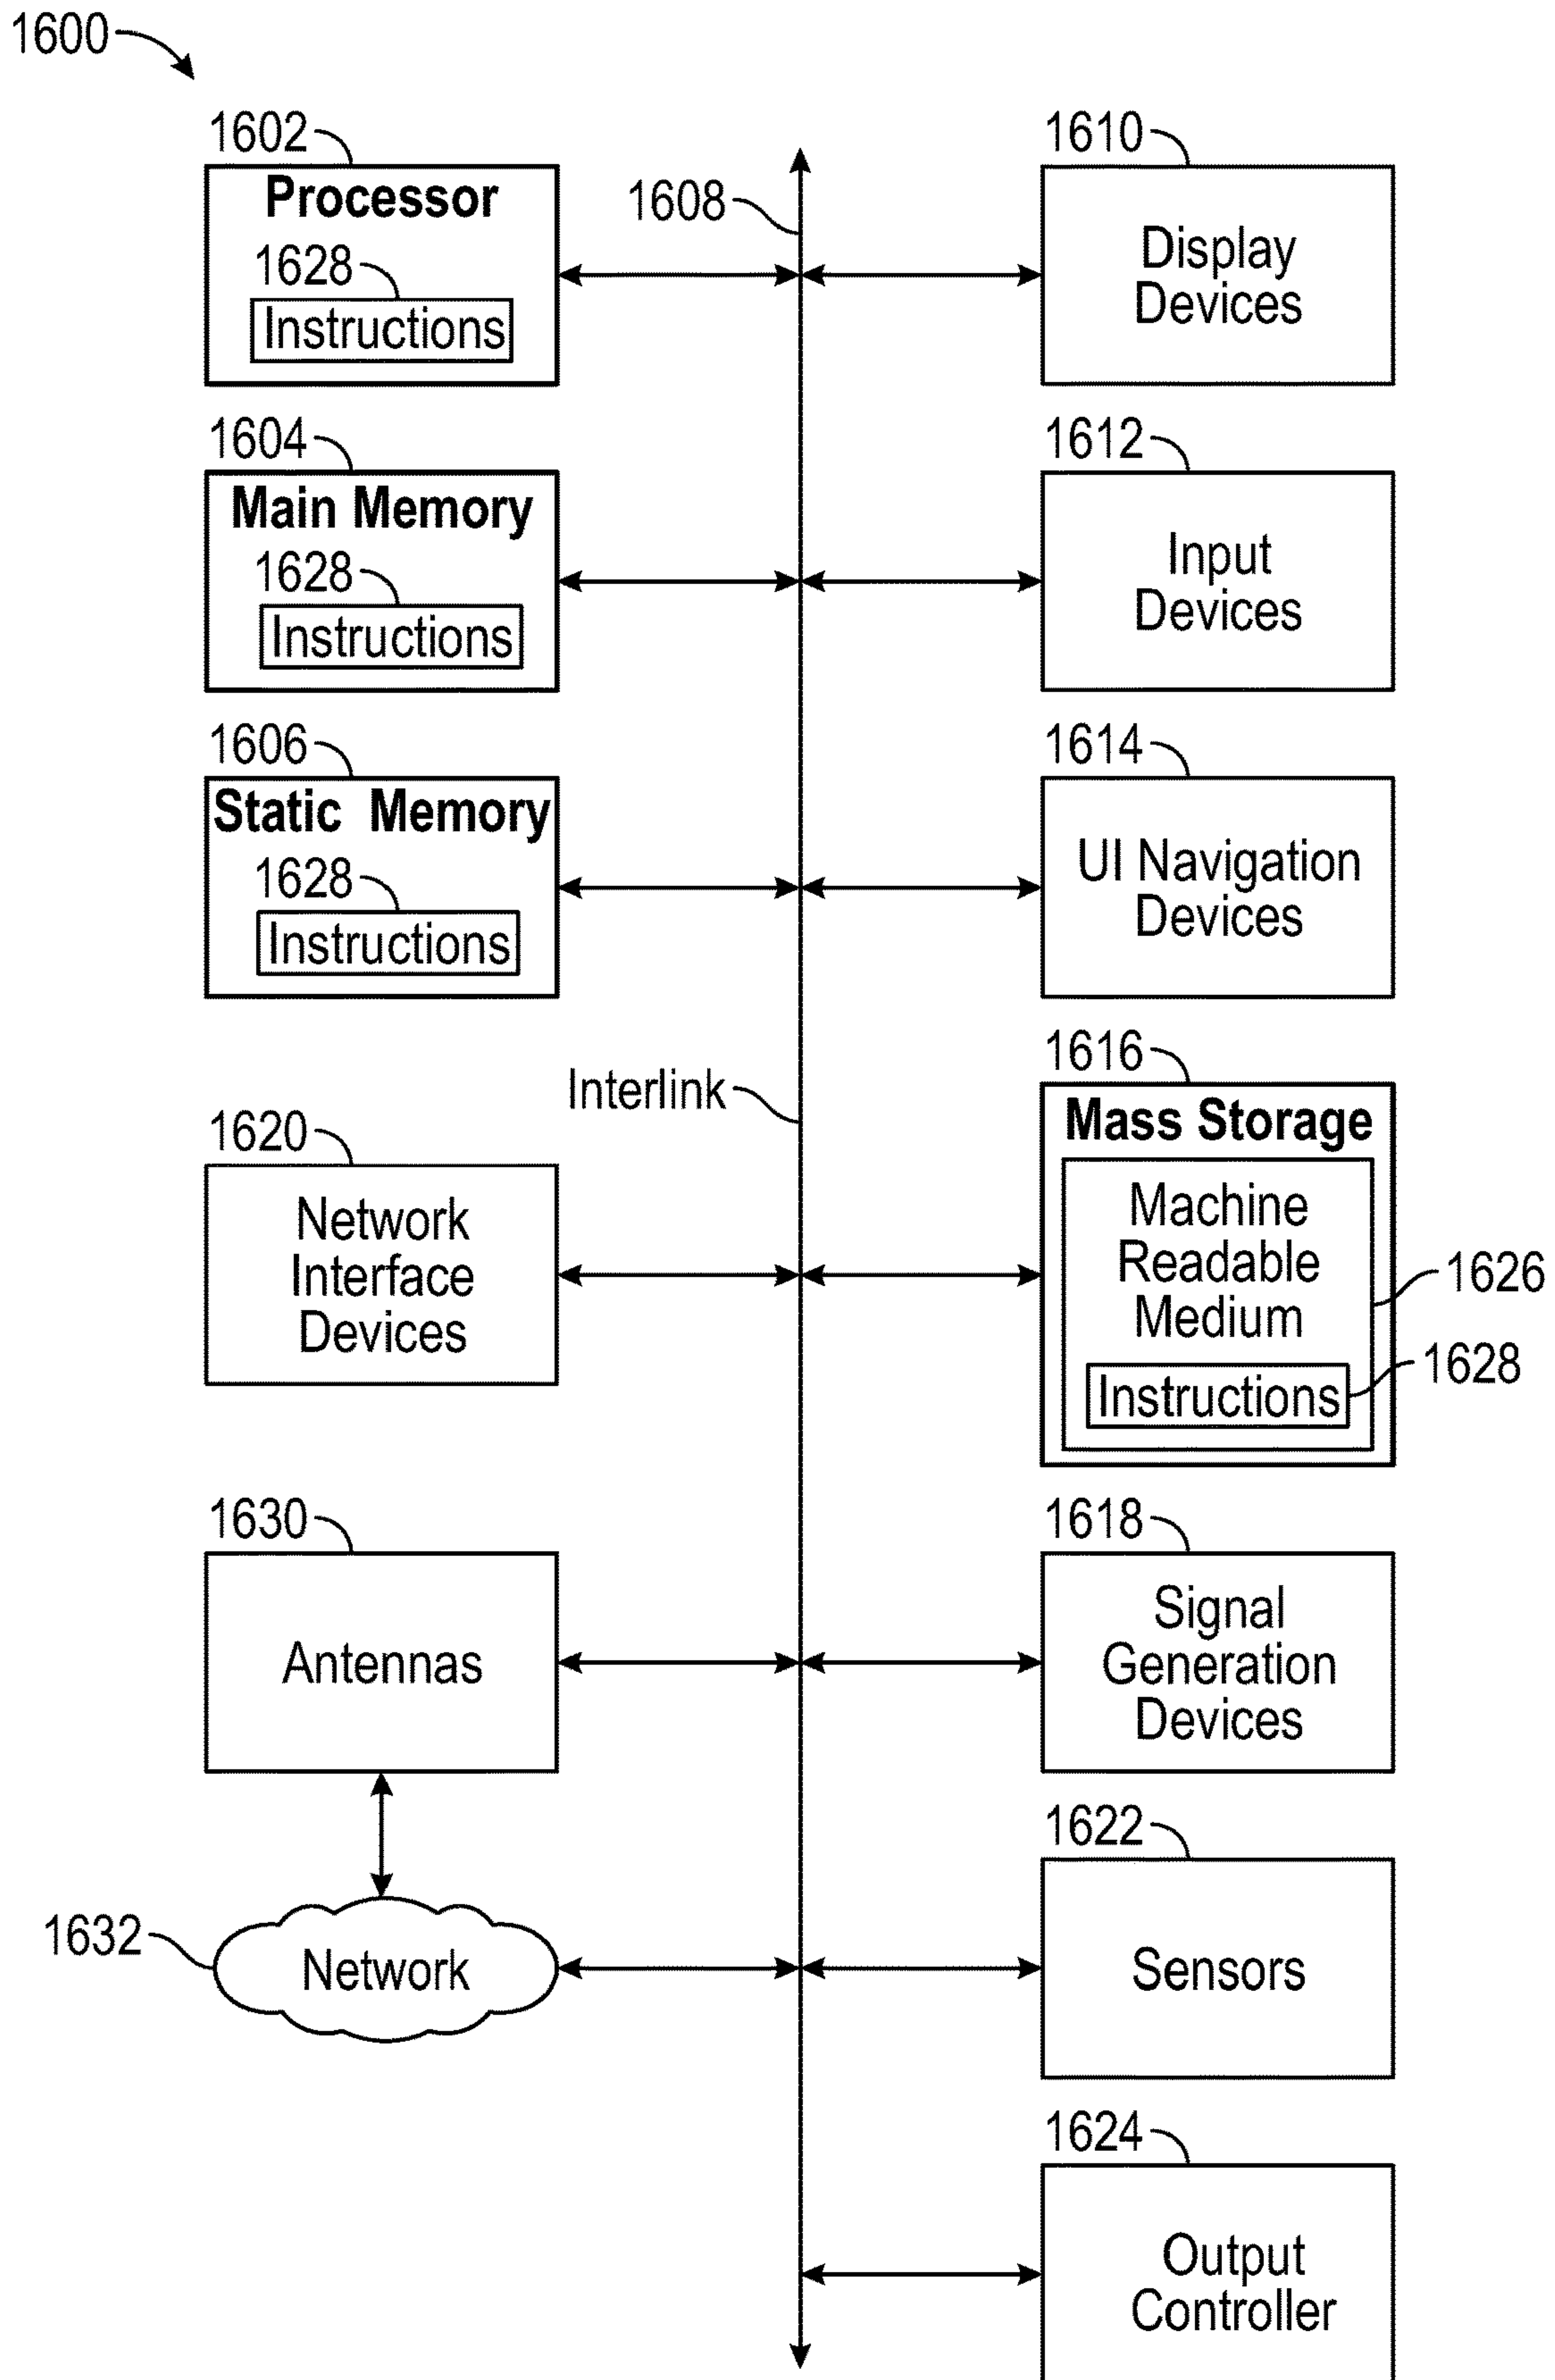 1600
1602
Processor
1628
Instructions
1608
1610
Display
Devices
1604
Main Memory
1628
Instructions
1612
Input
Devices
1606
Static Memory
1628
Instructions
1614
UI Navigation
Devices
Interlink
1620
Network
Interface
Devices
1616
Mass Storage
Machine
Readable
Medium
1626
Instructions
1628
1630
Antennas
1618
Signal
Generation
Devices
1632
Network
1622
Sensors
1624
Output
Controller